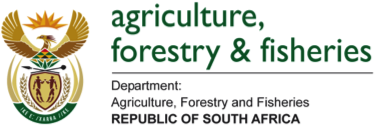 agriculture,
forestry & fisheries
Department:
Agriculture, Forestry and Fisheries
REPUBLIC OF SOUTH AFRICA